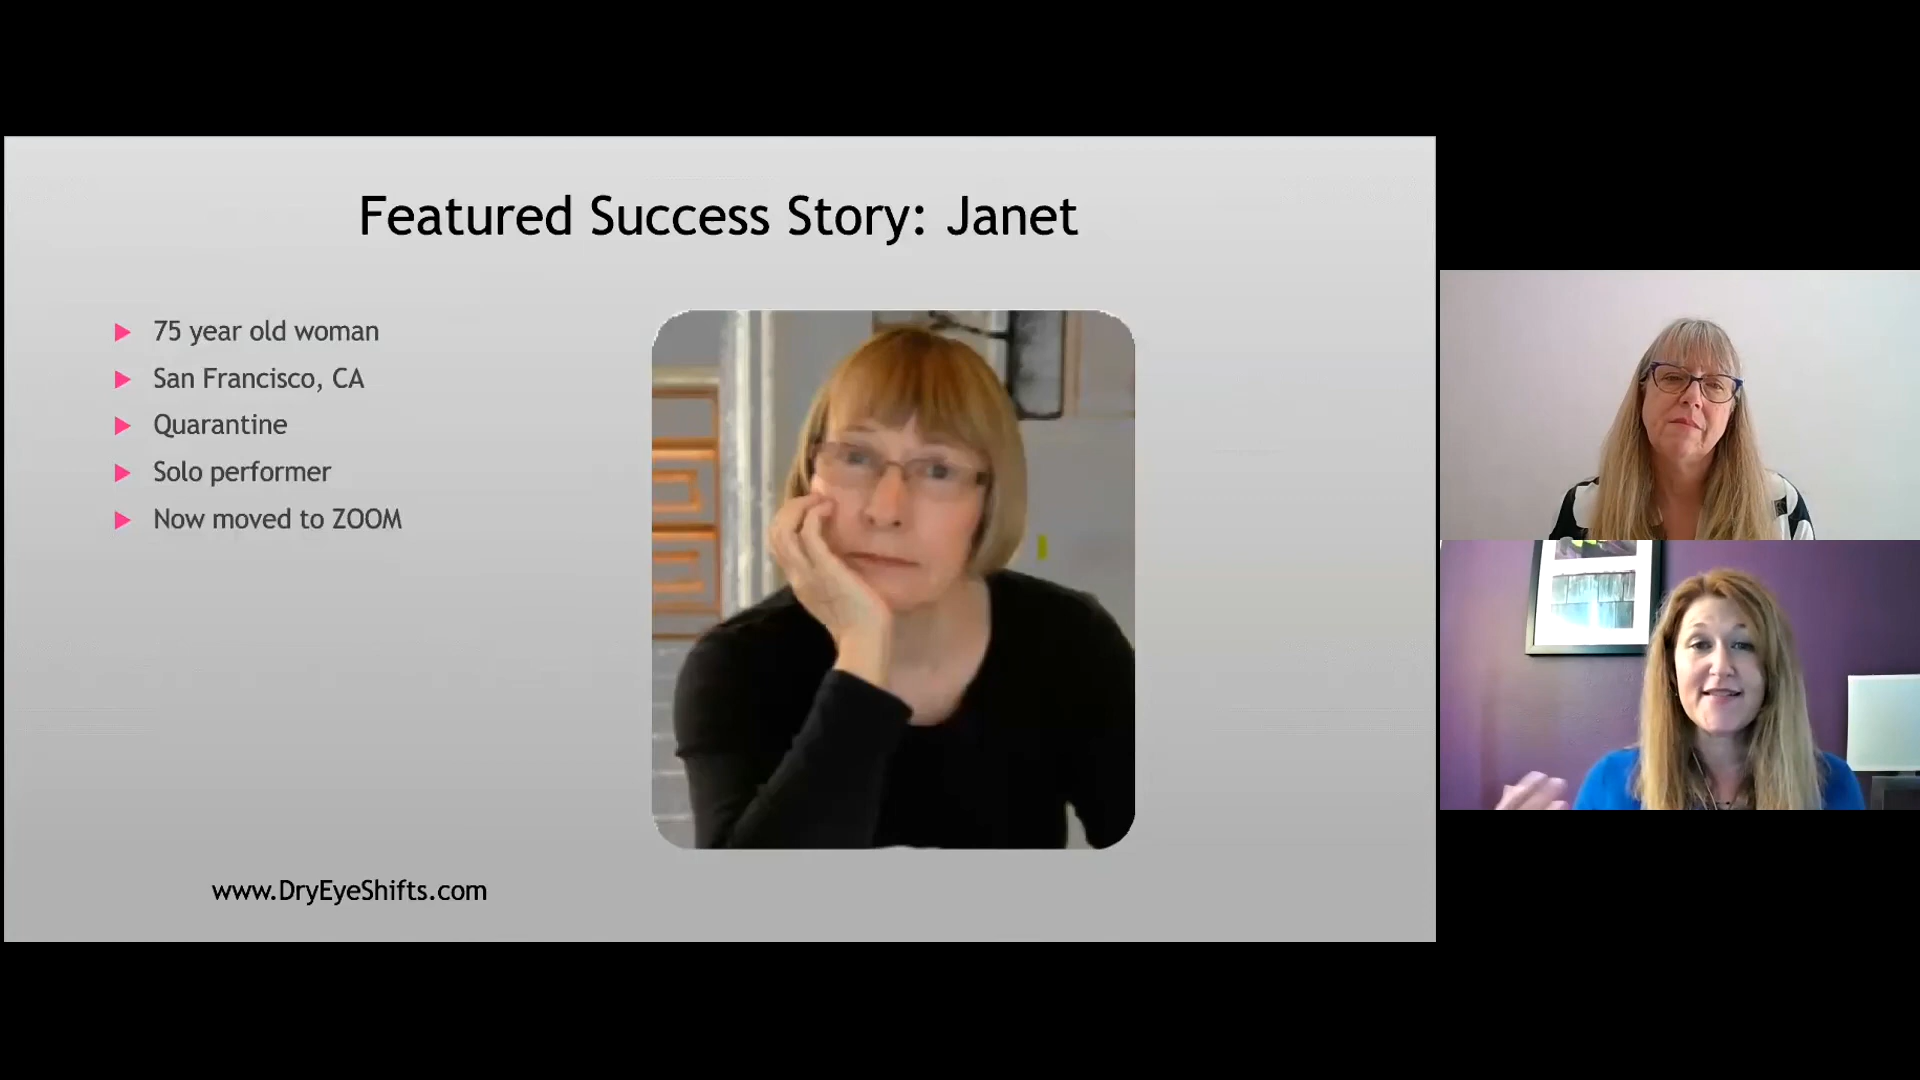 Featured Success Story: Janet
75 year old woman
San Francisco, CA
Quarantine
Solo performer
Now moved to ZOOM
www.DryEyeShifts.com